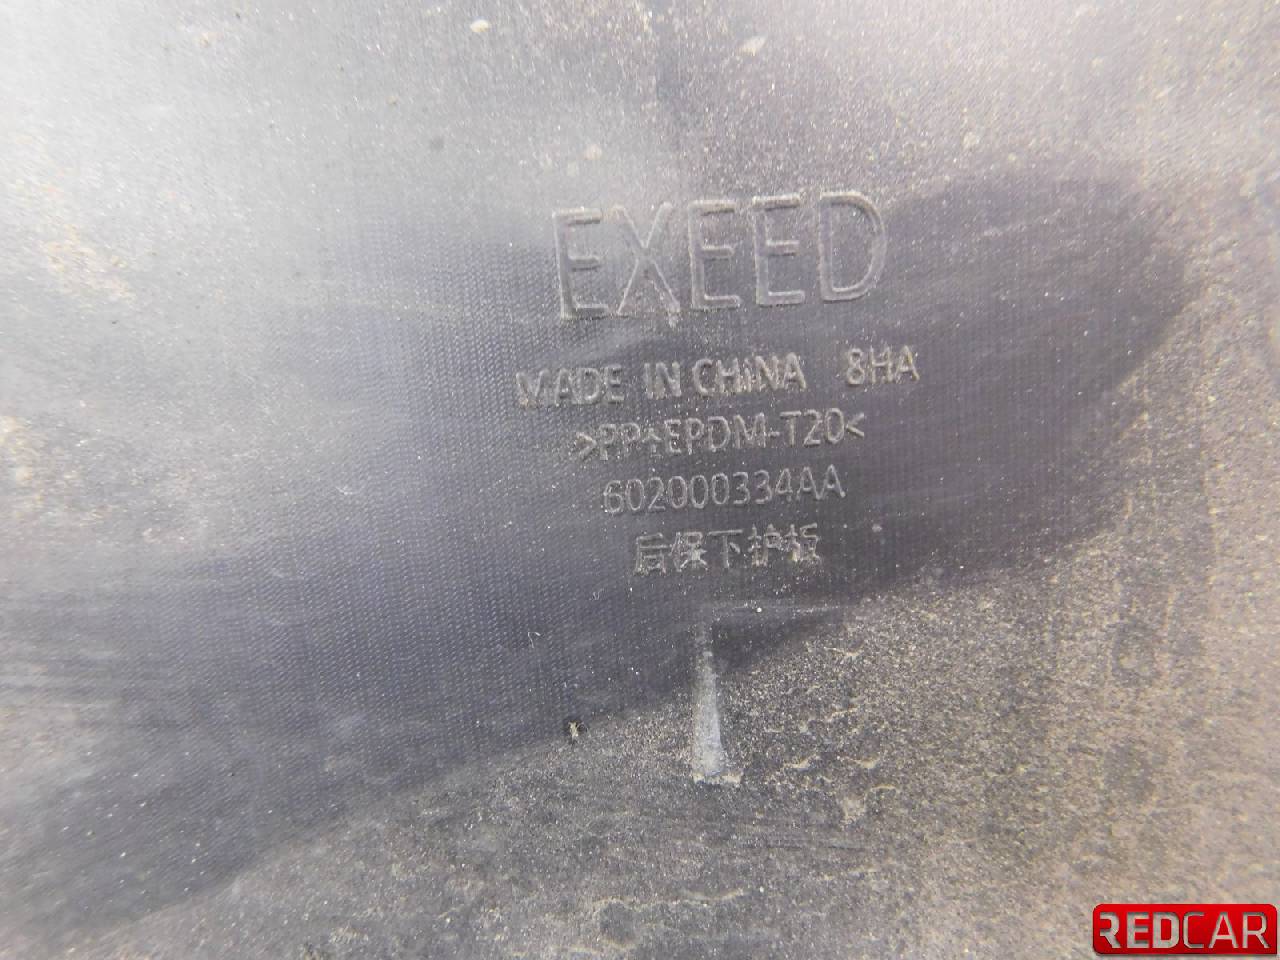 EXEED
MADE IN CHINA 8HA
>PP+EPDM-T20<
602000334AA
后保下护板
REDCAR